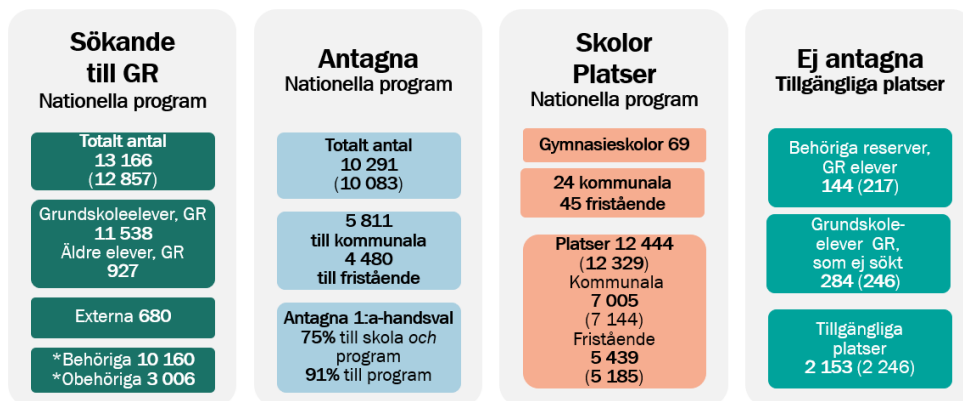 Sökande
till GR
Nationella program
Totalt antal
13 166
(12 857)
Grundskoleelever, GR
11 538
Äldre elever, GR
927
Externa 680
*Behöriga 10 160
*Obehöriga 3 006
Antagna
Nationella program
Totalt antal
10 291
(10 083)
5 811
till kommunala
4 480
till fristående
Antagna 1:a-handsval
75% till skola och
program
91% till program
Skolor
Platser
Nationella program
Gymnasieskolor 69
24 kommunala
45 fristående
Platser 12 444
(12 329)
Kommunala
7 005
(7 144)
Fristående
5 439
(5 185)
Ej antagna
Tillgängliga platser
Behöriga reserver,
GR elever
144 (217)
Grundskole-
elever GR,
som ej sökt
284 (246)
Tillgängliga
platser
2 153 (2 246)